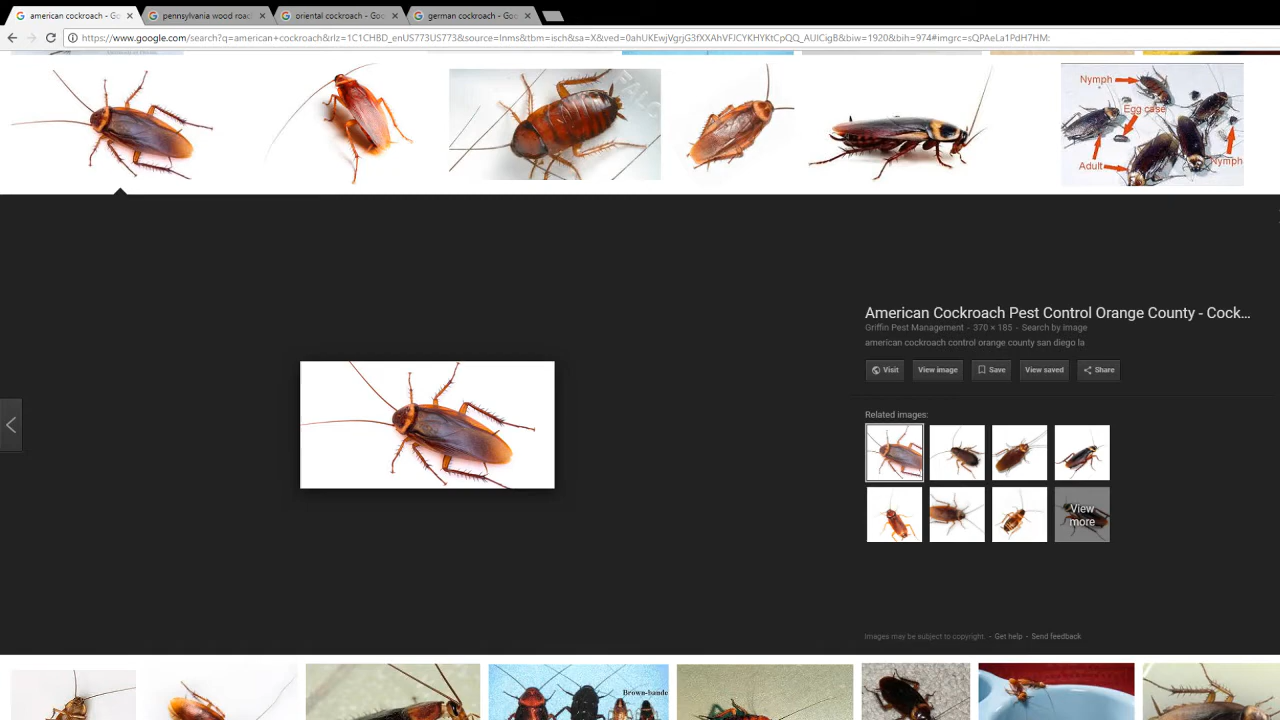 american cockroach - Goo
pennsylvania wood roac
oriental cockroach - Goo
german cockroach - Goo
https://www.google.com/search?q=american+cockroach&rlz=1C1CHBD_enUS773US773&source=lnms&tbm=isch&sa=X&ved=0ahUKEwjVgrjG3fXXAhVFJCYKHYKtCpQQ_AUICigB&biw=1920&bih=974#imgrc=sQPAeLa1PdH7HM:
Nymph
Egg case
Adult
Nymph
American Cockroach Pest Control Orange County - Cock...
Griffin Pest Management - 370 × 185 - Search by image
american cockroach control orange county san diego la
Visit
View image
Save
View saved
Share
Related images:
View
more
Images may be subject to copyright. - Get help - Send feedback
Brown-bande